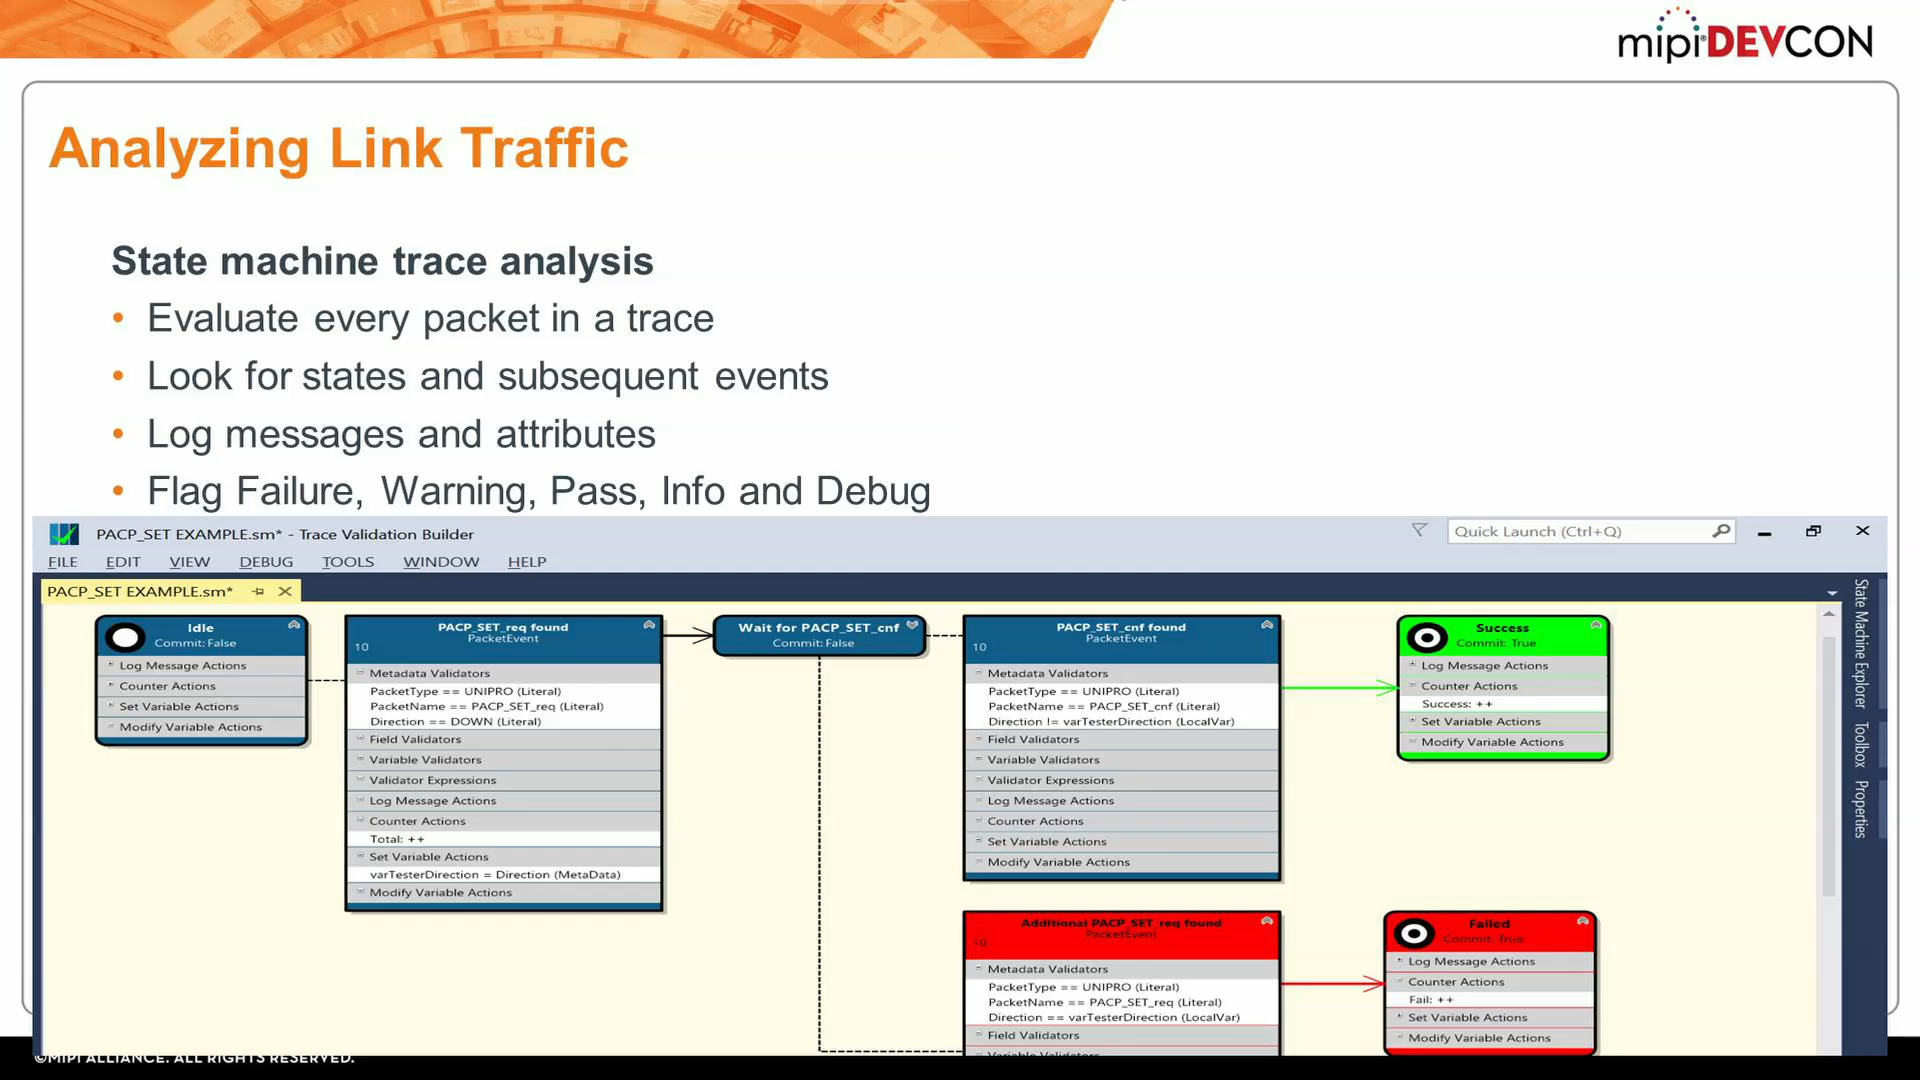 mipi DEVCON
Analyzing Link Traffic
State machine trace analysis
• Evaluate every packet in a trace
• Look for states and subsequent events
• Log messages and attributes
• Flag Failure, Warning, Pass, Info and Debug
PACP_SET EXAMPLE.sm* - Trace Validation Builder
Quick Launch (Ctrl+Q)
FILE EDIT VIEW DEBUG TOOLS WINDOW HELP
PACP_SET EXAMPLE.sm*
Idle
Commit: False
Log Message Actions
Counter Actions
Set Variable Actions
Modify Variable Actions
PACP_SET_req found
PacketEvent
10
Metadata Validators
PacketType == UNIPRO (Literal)
PacketName == PACP_SET_req (Literal)
Direction == DOWN (Literal)
Field Validators
Variable Validators
Validator Expressions
Log Message Actions
Counter Actions
Total: ++
Set Variable Actions
varTesterDirection = Direction (MetaData)
Modify Variable Actions
Wait for PACP_SET_cnf
Commit: False
PACP_SET_cnf found
PacketEvent
10
Metadata Validators
PacketType == UNIPRO (Literal)
PacketName == PACP_SET_cnf (Literal)
Direction != varTesterDirection (LocalVar)
Field Validators
Variable Validators
Validator Expressions
Log Message Actions
Counter Actions
Set Variable Actions
Modify Variable Actions
Success
Commit: True
Log Message Actions
Counter Actions
Success: ++
Set Variable Actions
Modify Variable Actions
Additional PACP_SET_req found
PacketEvent
10
Metadata Validators
PacketType == UNIPRO (Literal)
PacketName == PACP_SET_req (Literal)
Direction == varTesterDirection (LocalVar)
Field Validators
Variable Validators
Failed
Commit: True
Log Message Actions
Counter Actions
Fail: ++
Set Variable Actions
Modify Variable Actions
State Machine Explorer
Toolbox
Properties
©MIPI ALLIANCE. ALL RIGHTS RESERVED.